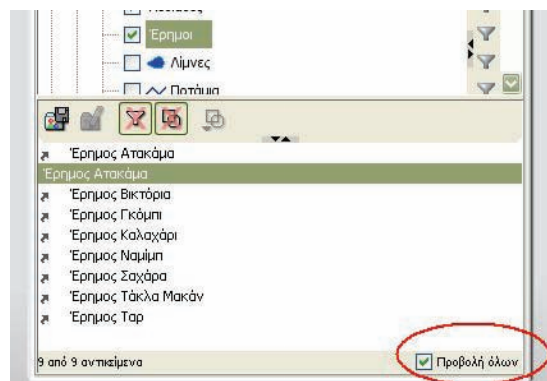 Έρημοι
Λίμνες
Ποτάμια
Έρημος Ατακάμα
Έρημος Ατακάμα
Έρημος Βικτόρια
Έρημος Γκόμπι
Έρημος Καλαχάρι
Έρημος Ναμίμπ
Έρημος Σαχάρα
Έρημος Τάκλα Μακάν
Έρημος Ταρ
9 από 9 αντικείμενα
Προβολή όλων